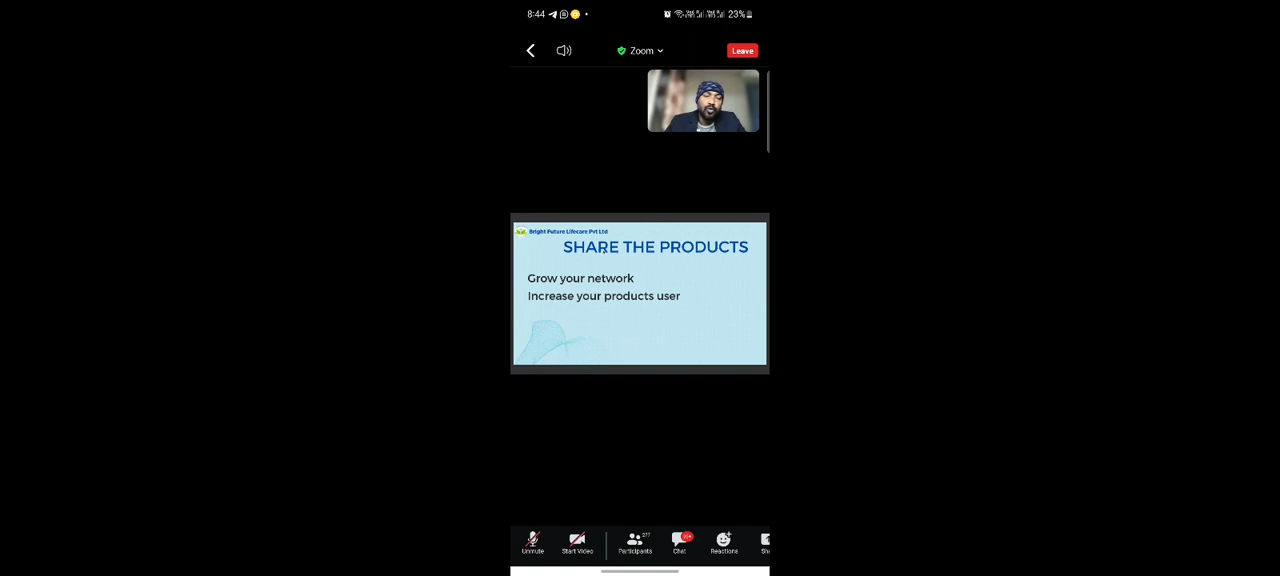 8:44
23%
Zoom
Leave
Bright Future Lifecare Pvt Ltd
SHARE THE PRODUCTS
Grow your network
Increase your products user
277
Unmute
Start Video
Participants
Chat
Reactions